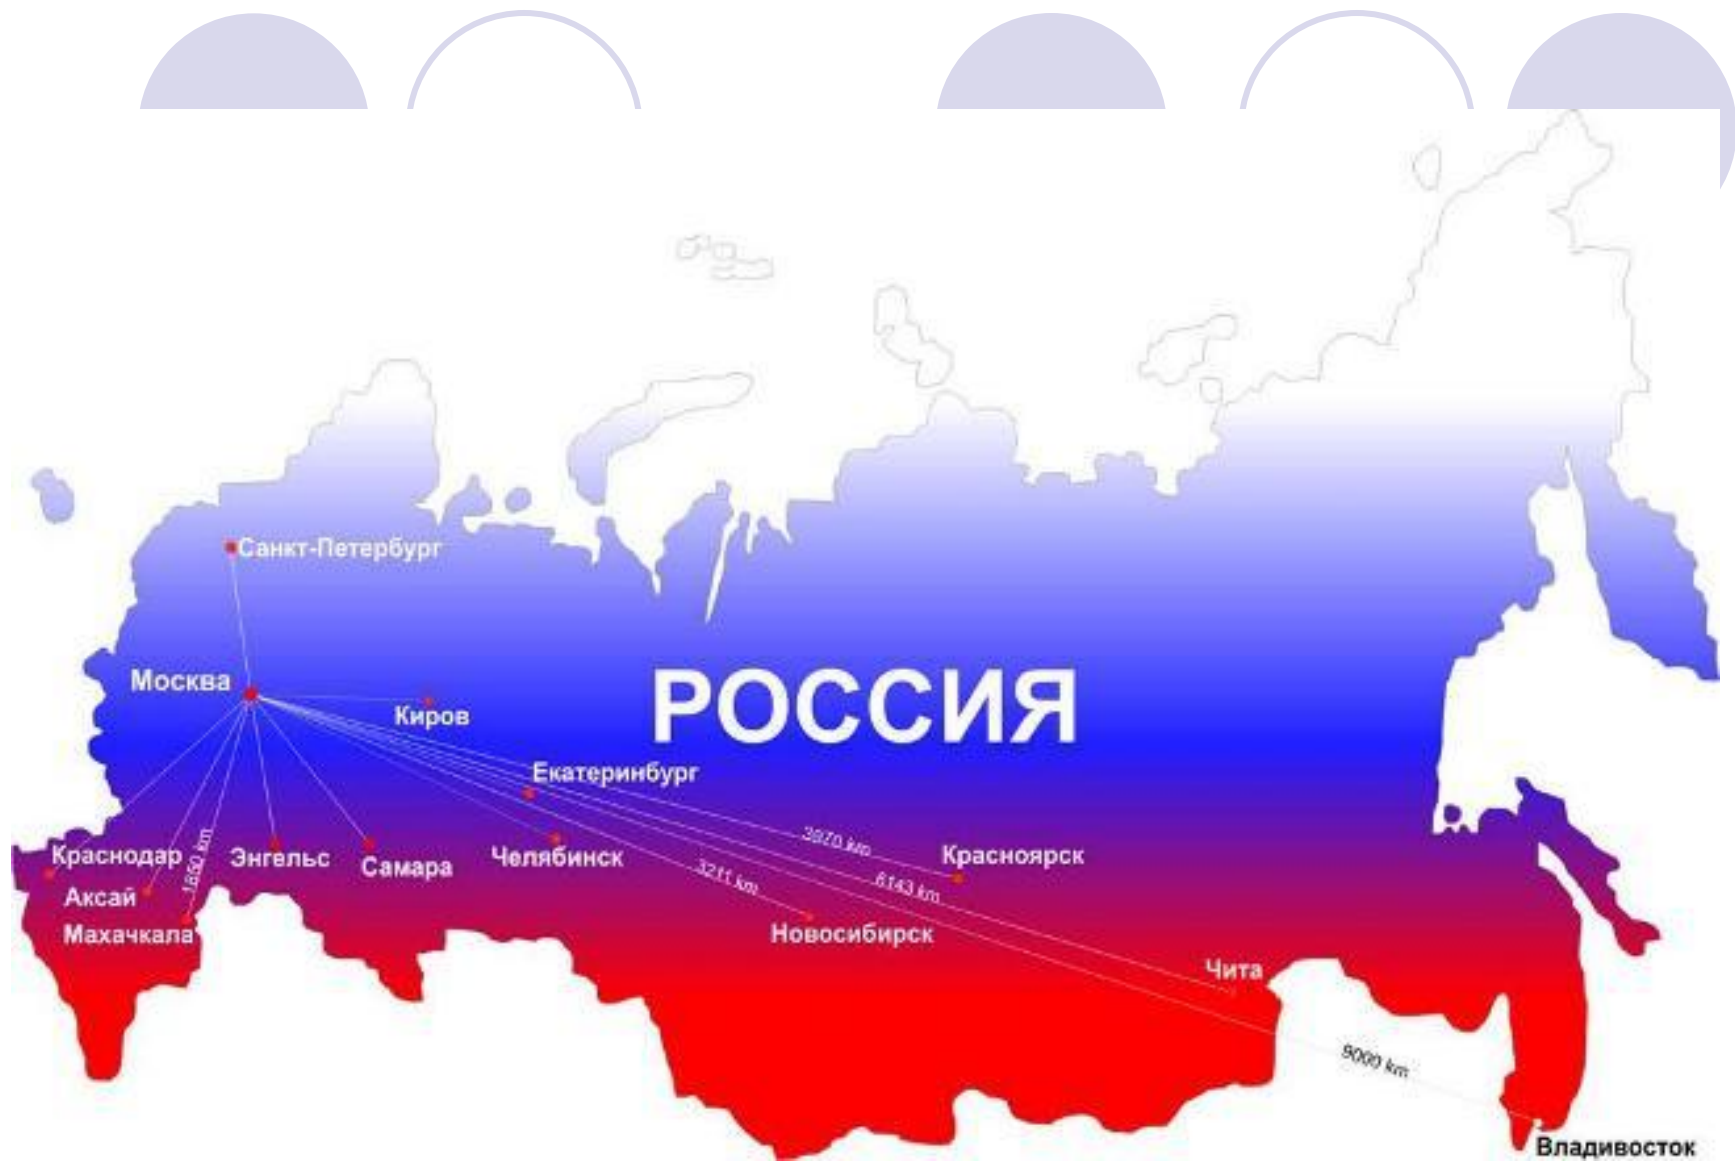 Санкт-Петербург
Москва
РОССИЯ
Киров
Екатеринбург
3970 km
Краснодар
1850 km
Энгельс
Самара
Челябинск
3211 km
6143 km
Красноярск
Аксай
Махачкала
Новосибирск
Чита
9000 km
Владивосток